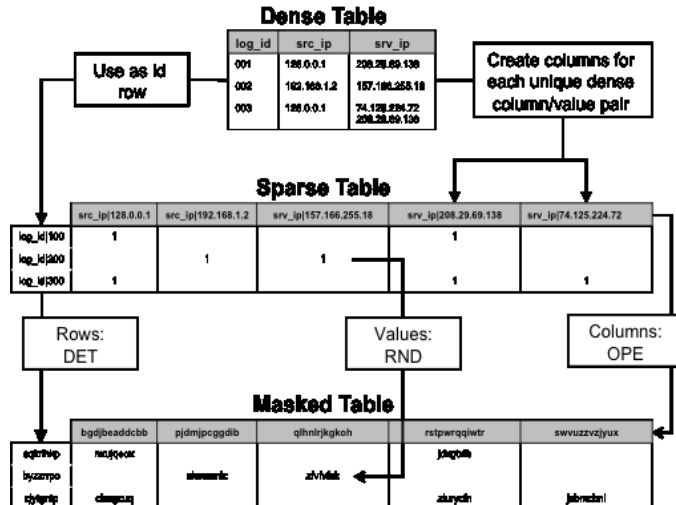 Dense Table
log_id src_ip srv_ip
001 128.0.0.1 208.29.69.138
002 192.168.1.2 157.166.255.18
003 128.0.0.1 74.125.224.72
208.29.69.138
Use as id
row
Create columns for
each unique dense
column/value pair
Sparse Table
src_ip|128.0.0.1 src_ip|192.168.1.2 srv_ip|157.166.255.18 srv_ip|208.29.69.138 srv_ip|74.125.224.72
log_id|100 1 1
log_id|200 1 1
log_id|300 1 1 1
Rows:
DET
Values:
RND
Columns:
OPE
Masked Table
bgdjbeaddcbb pjdmjpcggdib qlhnlrjkgkoh rstpwrqqiwtr swvuzzvzjyux